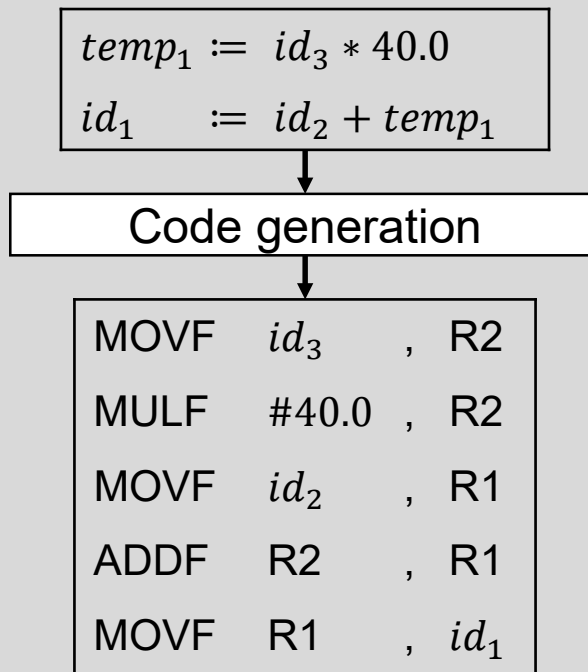 temp₁ := id₃ * 40.0
id₁ := id₂ + temp₁
Code generation
MOVF id₃ , R2
MULF #40.0 , R2
MOVF id₂ , R1
ADDF R2 , R1
MOVF R1 , id₁